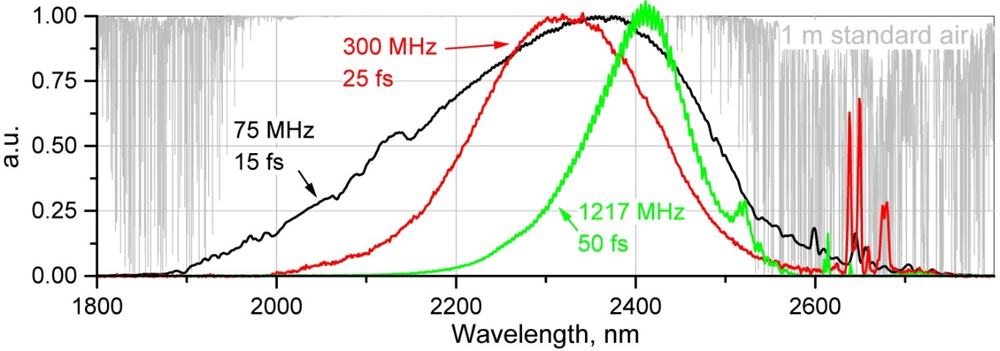 1.00
0.75
0.50
0.25
0.00
a.u.
300 MHz
25 fs
75 MHz
15 fs
1217 MHz
50 fs
1 m standard air
1800
2000
2200
2400
2600
Wavelength, nm